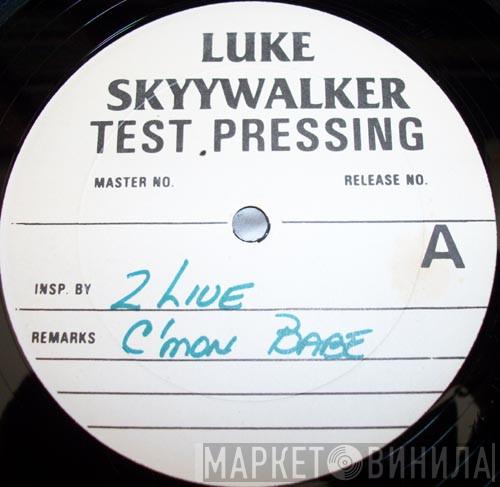 LUKE
SKYYWALKER
TEST PRESSING
MASTER NO. RELEASE NO.
A
INSP. BY 2 LIVE
REMARKS C'MON BABE
МАРКЕТ ВИНИЛА